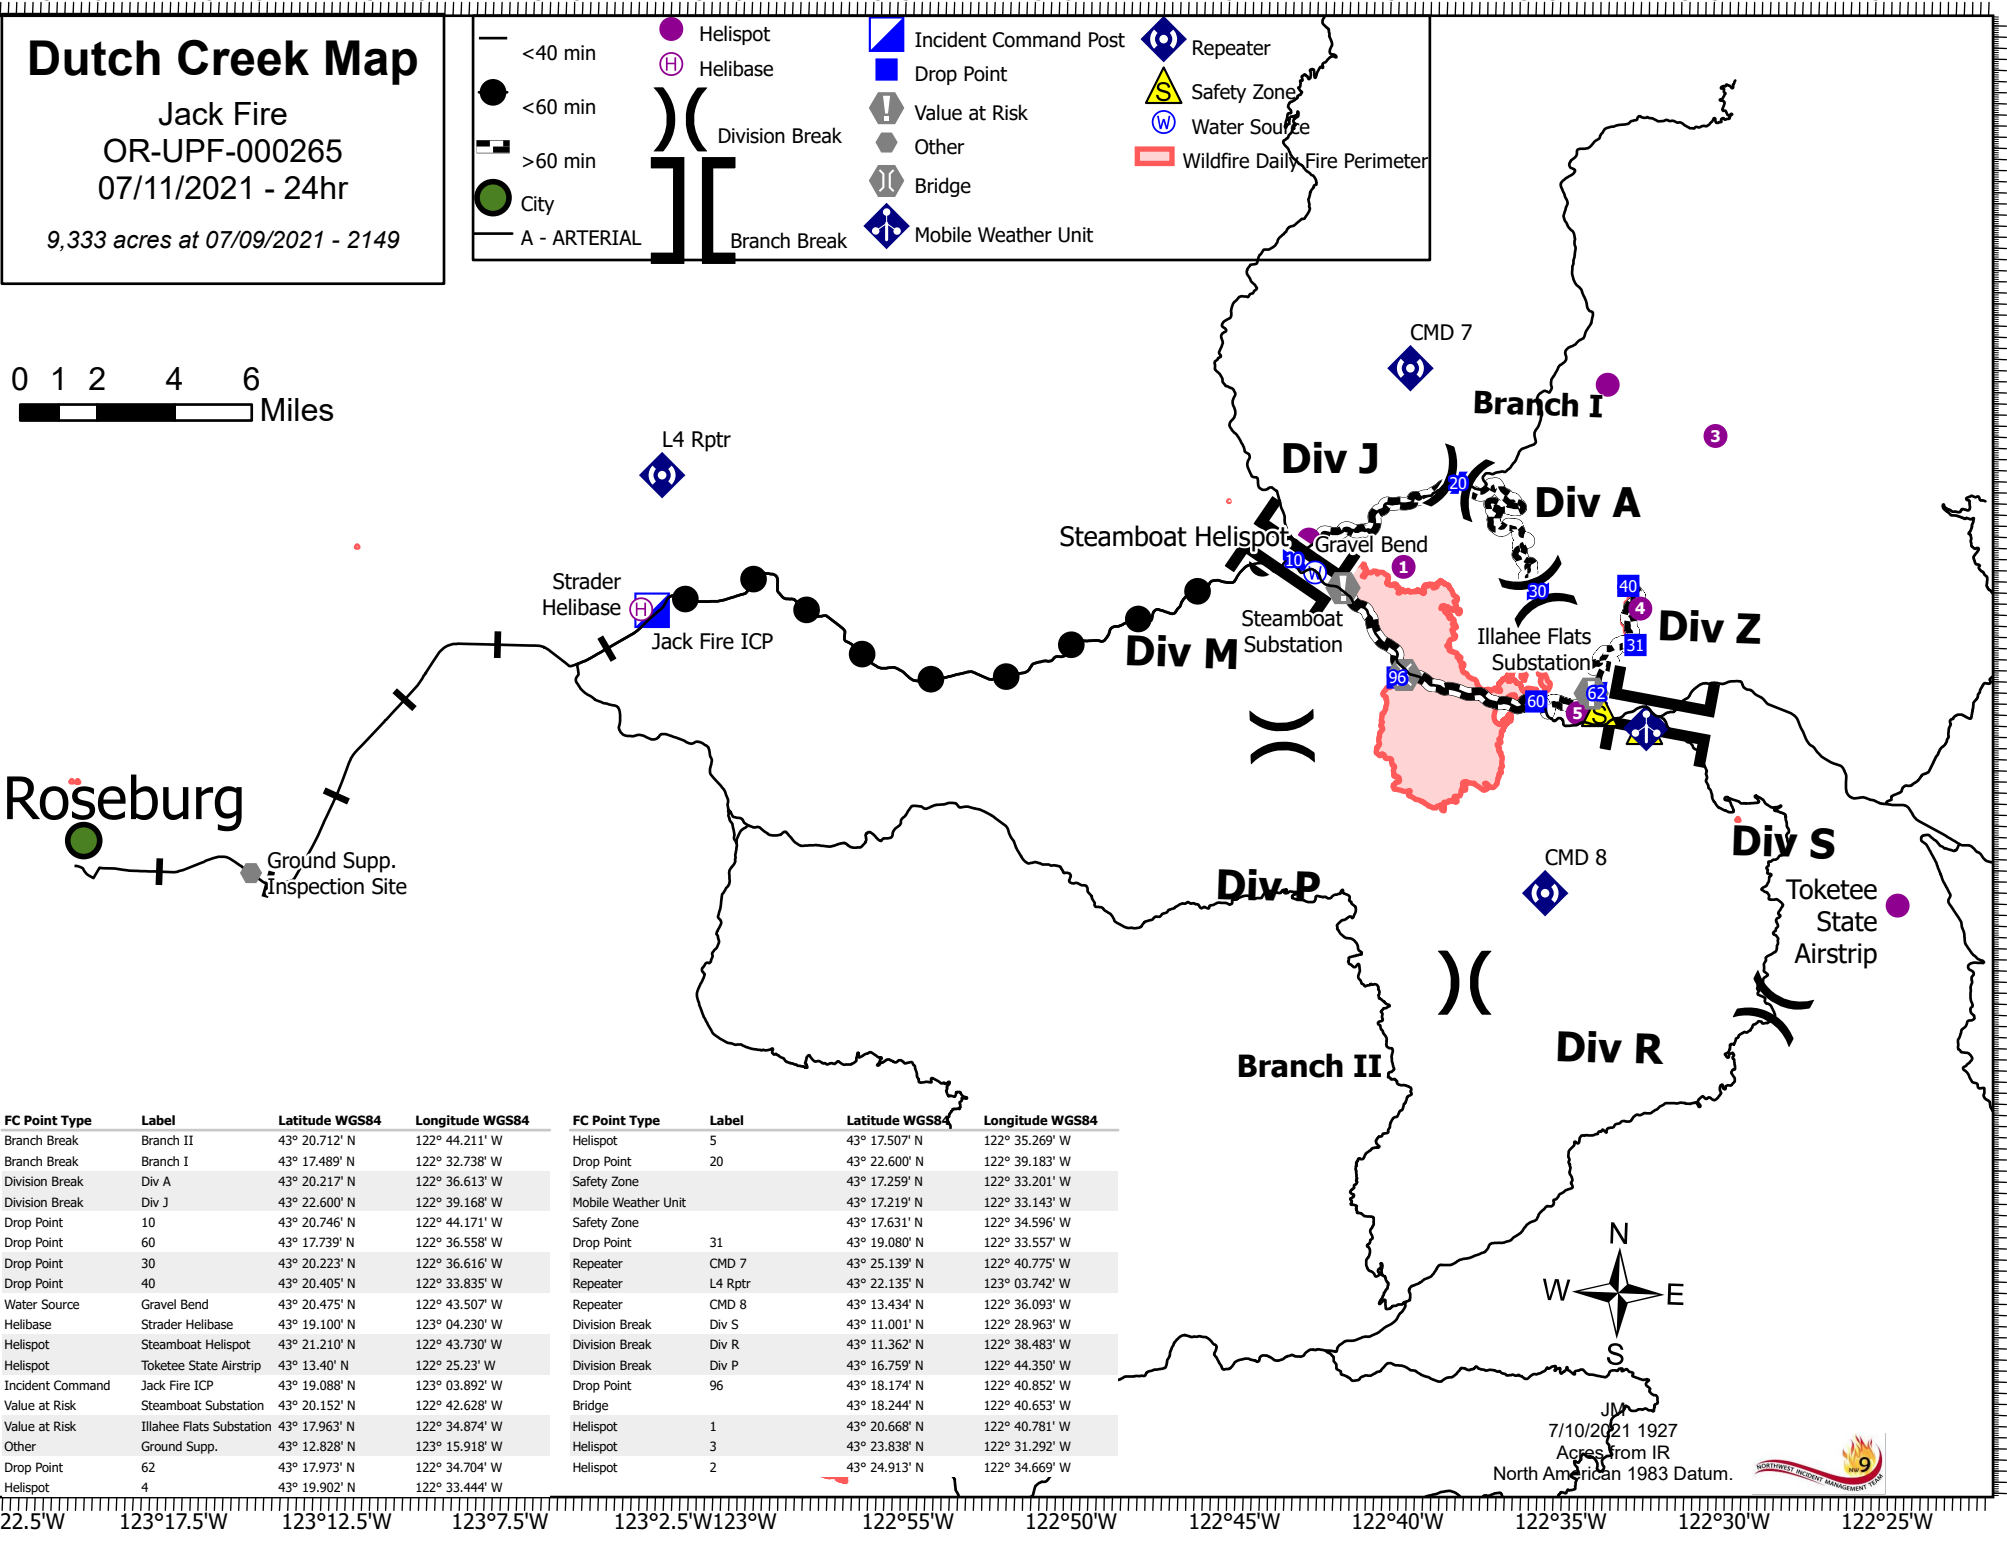 Dutch Creek Map
Jack Fire
OR-UPF-000265
07/11/2021 - 24hr
9,333 acres at 07/09/2021 - 2149
<40 min
<60 min
>60 min
City
A - ARTERIAL
Helispot
H Helibase
Division Break
Branch Break
Incident Command Post
Drop Point
! Value at Risk
Other
Bridge
Mobile Weather Unit
Repeater
S Safety Zone
W Water Source
Wildfire Daily Fire Perimeter
0 1 2 4 6
Miles
CMD 7
Branch I
3
L4 Rptr
Div J
20
Div A
Steamboat Helispot
Gravel Bend
10
W
1
!
Strader
Helibase
H
Jack Fire ICP
30
40
4
Div Z
31
Steamboat
Substation
Div M
Illahee Flats
Substation
96
60
62
5
S
Roseburg
Ground Supp.
Inspection Site
Div S
CMD 8
Div P
Toketee
State
Airstrip
Div R
Branch II
FC Point Type Label Latitude WGS84 Longitude WGS84
Branch Break Branch II 43° 20.712' N 122° 44.211' W
Branch Break Branch I 43° 17.489' N 122° 32.738' W
Division Break Div A 43° 20.217' N 122° 36.613' W
Division Break Div J 43° 22.600' N 122° 39.168' W
Drop Point 10 43° 20.746' N 122° 44.171' W
Drop Point 60 43° 17.739' N 122° 36.558' W
Drop Point 30 43° 20.223' N 122° 36.616' W
Drop Point 40 43° 20.405' N 122° 33.835' W
Water Source Gravel Bend 43° 20.475' N 122° 43.507' W
Helibase Strader Helibase 43° 19.100' N 123° 04.230' W
Helispot Steamboat Helispot 43° 21.210' N 122° 43.730' W
Helispot Toketee State Airstrip 43° 13.40' N 122° 25.23' W
Incident Command Jack Fire ICP 43° 19.088' N 123° 03.892' W
Value at Risk Steamboat Substation 43° 20.152' N 122° 42.628' W
Value at Risk Illahee Flats Substation 43° 17.963' N 122° 34.874' W
Other Ground Supp. 43° 12.828' N 123° 15.918' W
Drop Point 62 43° 17.973' N 122° 34.704' W
Helispot 4 43° 19.902' N 122° 33.444' W
FC Point Type Label Latitude WGS84 Longitude WGS84
Helispot 5 43° 17.507' N 122° 35.269' W
Drop Point 20 43° 22.600' N 122° 39.183' W
Safety Zone 43° 17.259' N 122° 33.201' W
Mobile Weather Unit 43° 17.219' N 122° 33.143' W
Safety Zone 43° 17.631' N 122° 34.596' W
Drop Point 31 43° 19.080' N 122° 33.557' W
Repeater CMD 7 43° 25.139' N 122° 40.775' W
Repeater L4 Rptr 43° 22.135' N 123° 03.742' W
Repeater CMD 8 43° 13.434' N 122° 36.093' W
Division Break Div S 43° 11.001' N 122° 28.963' W
Division Break Div R 43° 11.362' N 122° 38.483' W
Division Break Div P 43° 16.759' N 122° 44.350' W
Drop Point 96 43° 18.174' N 122° 40.852' W
Bridge 43° 18.244' N 122° 40.653' W
Helispot 1 43° 20.668' N 122° 40.781' W
Helispot 3 43° 23.838' N 122° 31.292' W
Helispot 2 43° 24.913' N 122° 34.669' W
N
W E
S
JM
7/10/2021 1927
Acres from IR
North American 1983 Datum.
NW 9
NORTHWEST INCIDENT MANAGEMENT TEAM
22.5'W 123°17.5'W 123°12.5'W 123°7.5'W 123°2.5'W 123°W 122°55'W 122°50'W 122°45'W 122°40'W 122°35'W 122°30'W 122°25'W